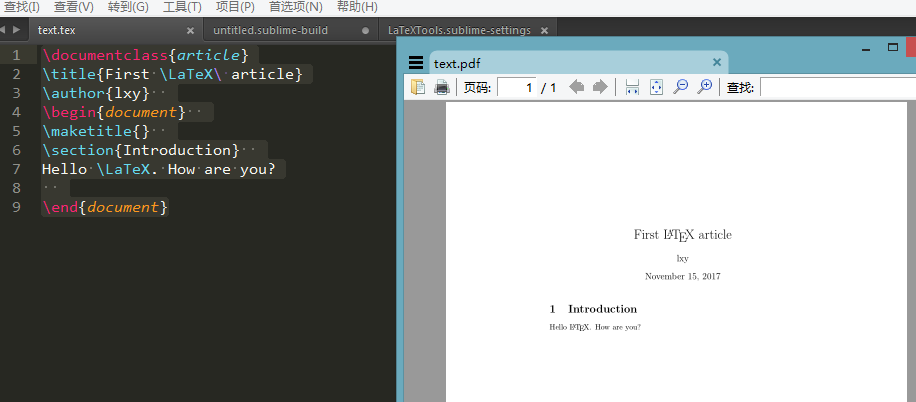 查找(I) 查看(V) 转到(G) 工具(T) 项目(P) 首选项(N) 帮助(H)
text.tex × untitled.sublime-build LaTeXTools.sublime-settings ×
1 \documentclass{article}
2 \title{First \LaTeX\ article}
3 \author{lxy}
4 \begin{document}
5 \maketitle{}
6 \section{Introduction}
7 Hello \LaTeX. How are you?
8
9 \end{document}
text.pdf ×
页码: 1 / 1 查找:
First LATEX article
lxy
November 15, 2017
1 Introduction
Hello LATEX. How are you?